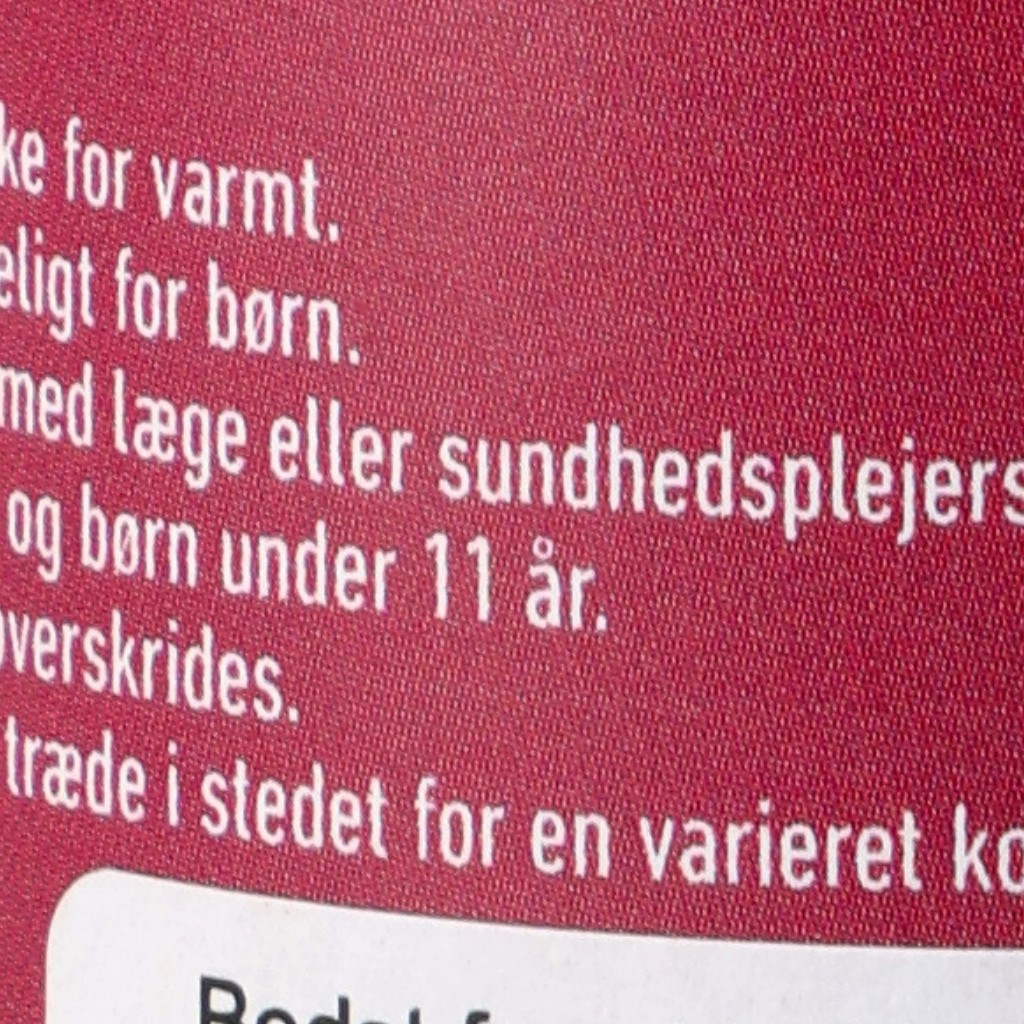 ke for varmt.
eligt for børn.
med læge eller sundhedsplejers
og børn under 11 år.
overskrides.
træde i stedet for en varieret ko